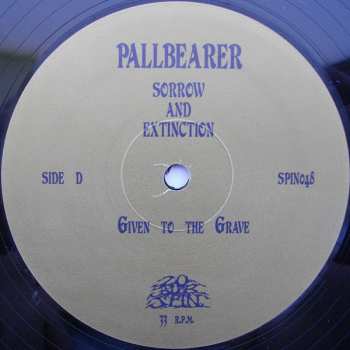 PALLBEARER
SORROW
AND
EXTINCTION
SIDE D
SPIN048
GIVEN TO THE GRAVE
20
BUCK
SPIN
33 R.P.M.